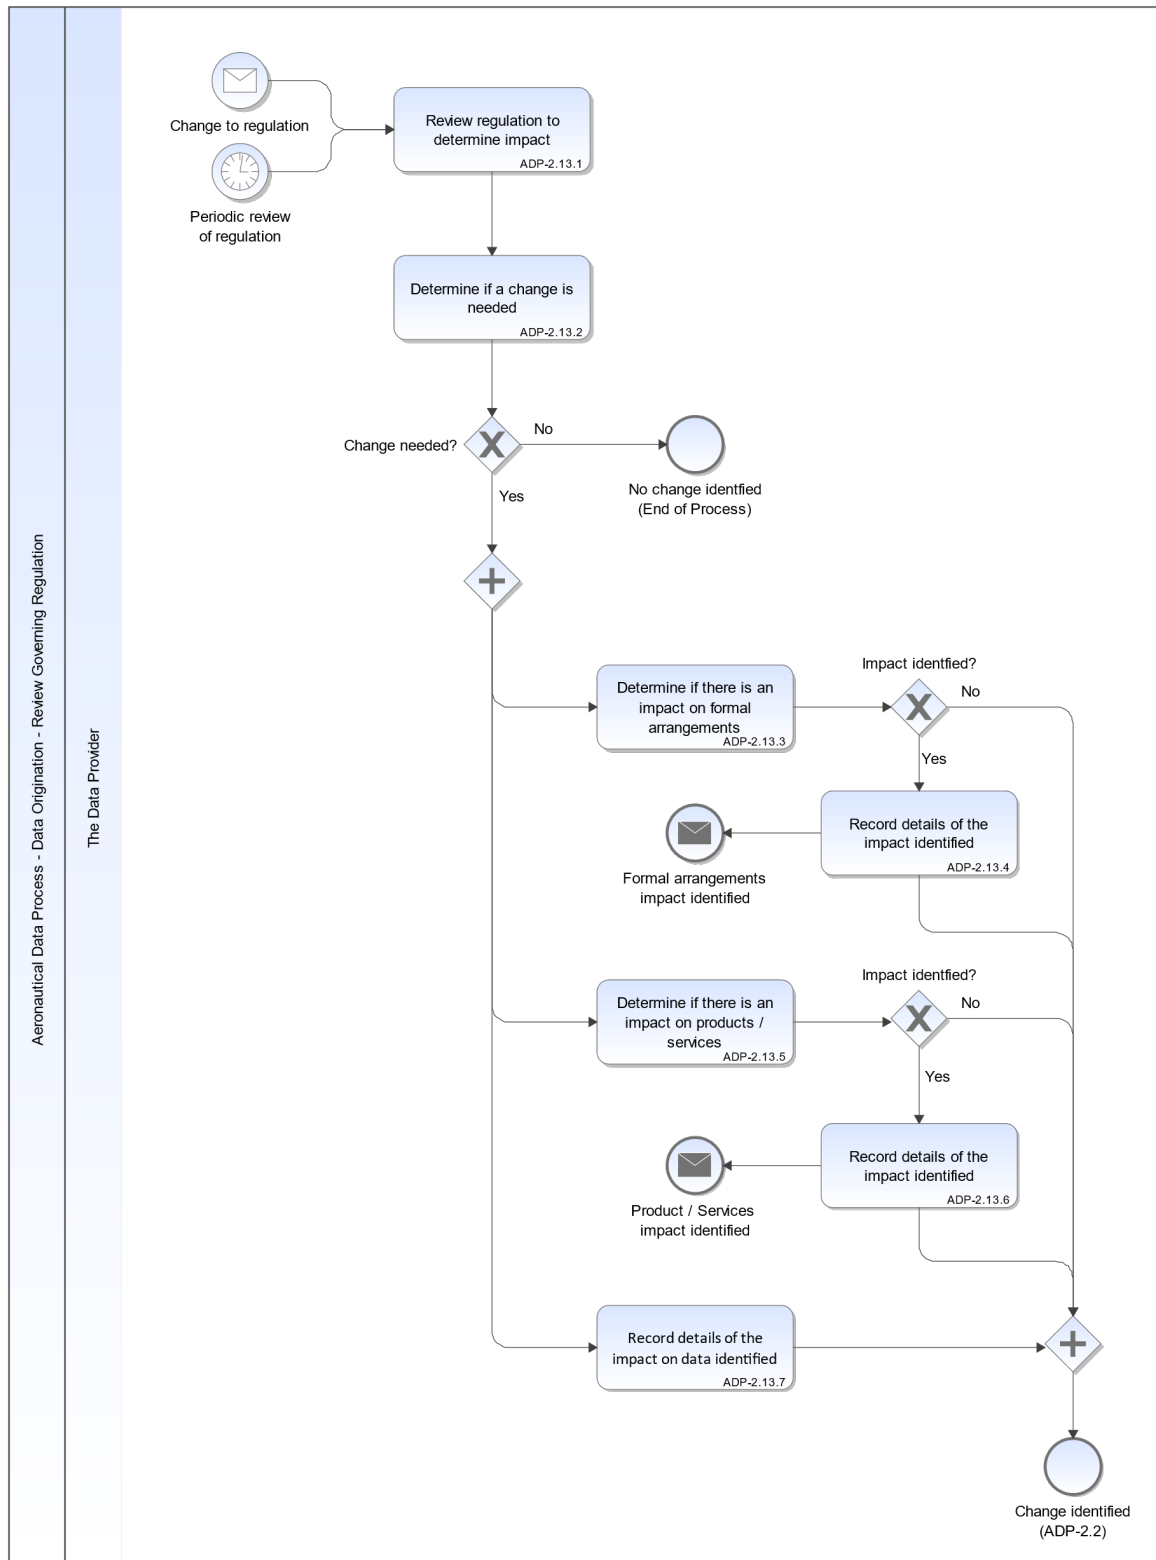 Aeronautical Data Process - Data Origination - Review Governing Regulation
The Data Provider
Change to regulation
Periodic review
of regulation
Review regulation to
determine impact
ADP-2.13.1
Determine if a change is
needed
ADP-2.13.2
Change needed?
No
No change identfied
(End of Process)
Yes
Determine if there is an
impact on formal
arrangements
ADP-2.13.3
Impact identfied?
No
Yes
Record details of the
impact identified
ADP-2.13.4
Formal arrangements
impact identified
Determine if there is an
impact on products /
services
ADP-2.13.5
Impact identfied?
No
Yes
Record details of the
impact identified
ADP-2.13.6
Product / Services
impact identified
Record details of the
impact on data identified
ADP-2.13.7
Change identified
(ADP-2.2)